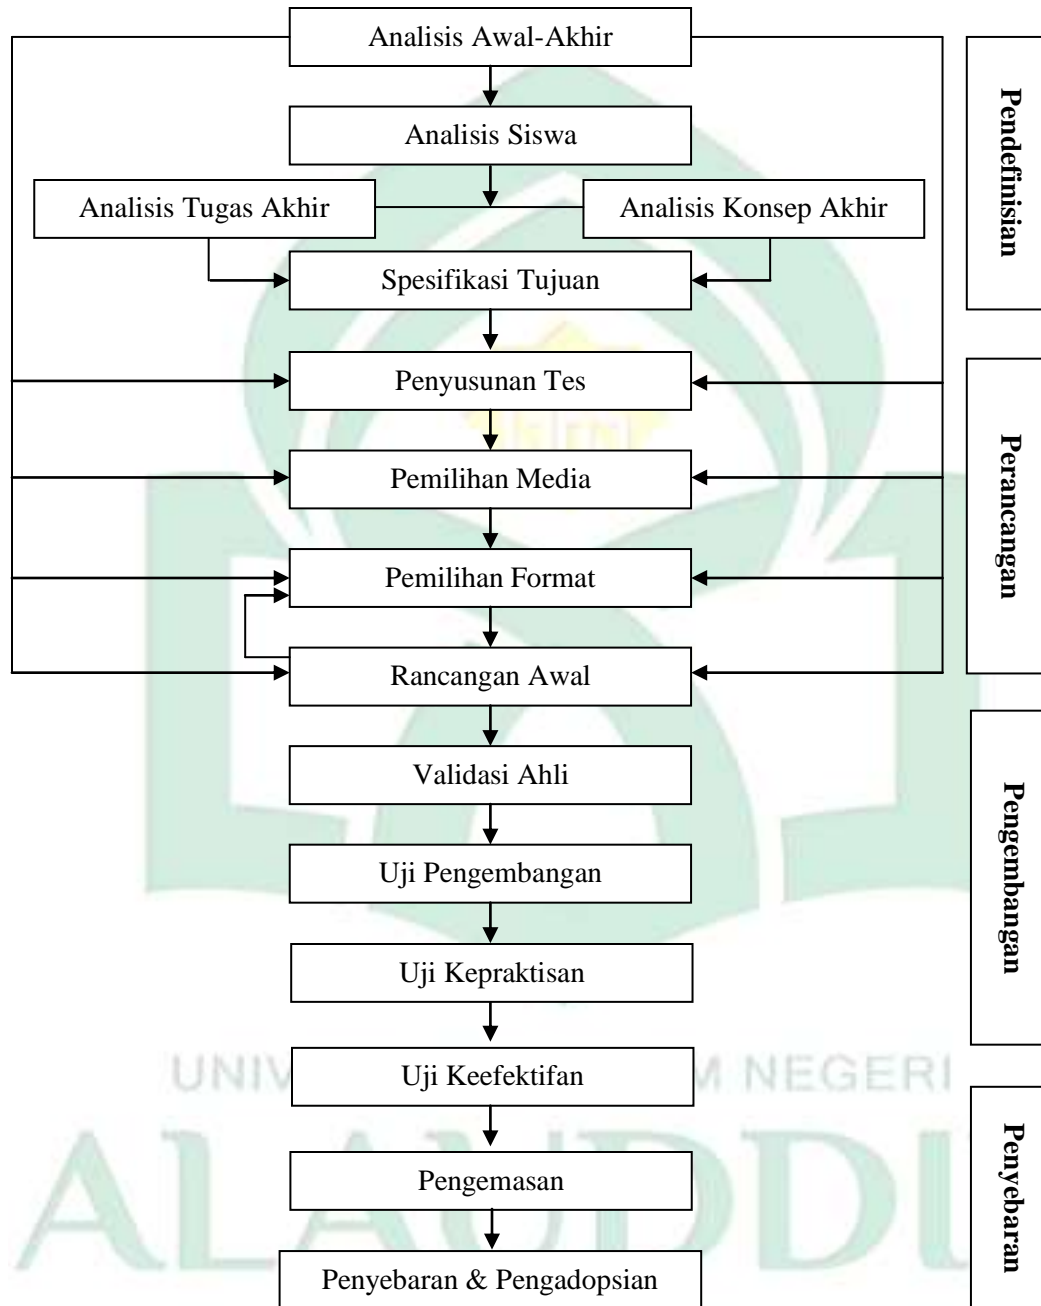 Analisis Awal-Akhir
Analisis Siswa
Analisis Tugas Akhir
Analisis Konsep Akhir
Spesifikasi Tujuan
Pendefinisian
Penyusunan Tes
Pemilihan Media
Pemilihan Format
Rancangan Awal
Perancangan
Validasi Ahli
Uji Pengembangan
Uji Kepraktisan
Pengembangan
Uji Keefektifan
Pengemasan
Penyebaran & Pengadopsian
Penyebaran
M NEGERI